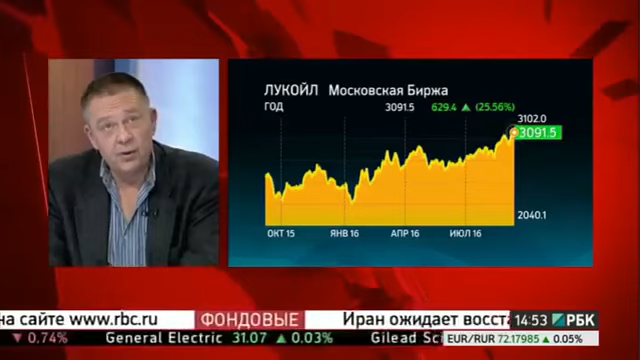 ЛУКОЙЛ Московская Биржа
ГОД 3091.5 629.4 ▲ (25.56%)
3102.0
3091.5
2040.1
ОКТ 15 ЯНВ 16 АПР 16 ИЮЛ 16
на сайте www.rbc.ru ФОНДОВЫЕ Иран ожидает 14:53 РБК
▼ 0.74% General Electric 31.07 ▲ 0.03% Gilead EUR/RUR 72.17985 ▲ 0.05%